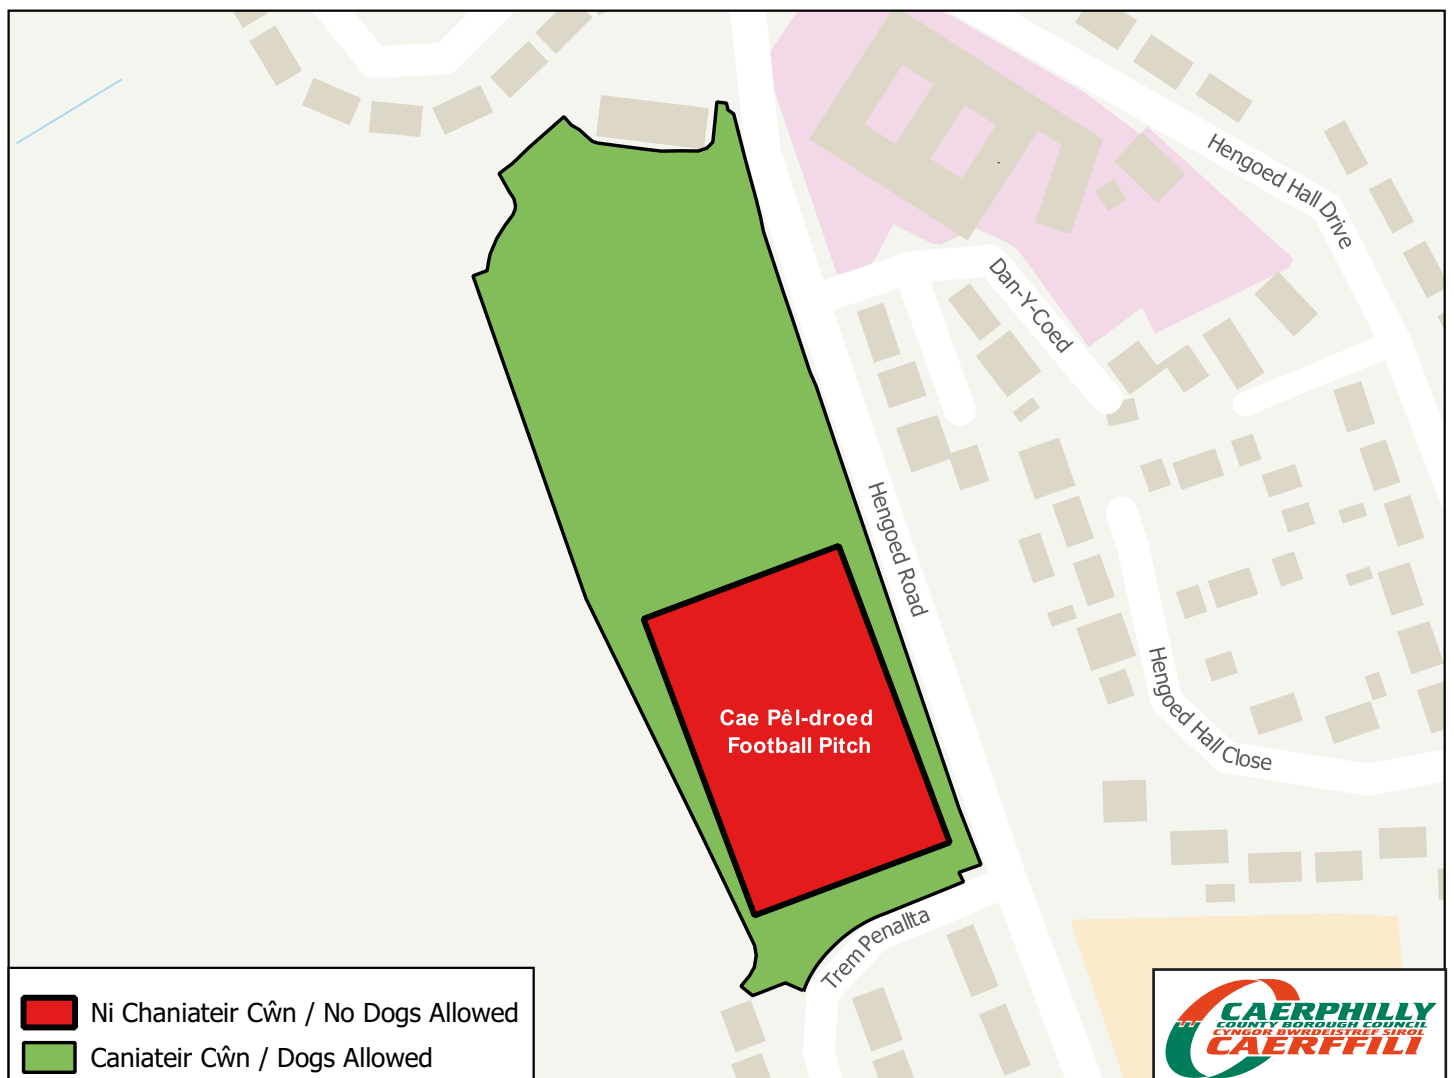 Hengoed Hall Drive
Dan-Y-Coed
Hengoed Road
Hengoed Hall Close
Cae Pêl-droed
Football Pitch
Trem Penallta
Ni Chaniateir Cŵn / No Dogs Allowed
Caniateir Cŵn / Dogs Allowed
CAERPHILLY
COUNTY BOROUGH COUNCIL
CYNGOR BWRDEISTREF SIROL
CAERFFILI